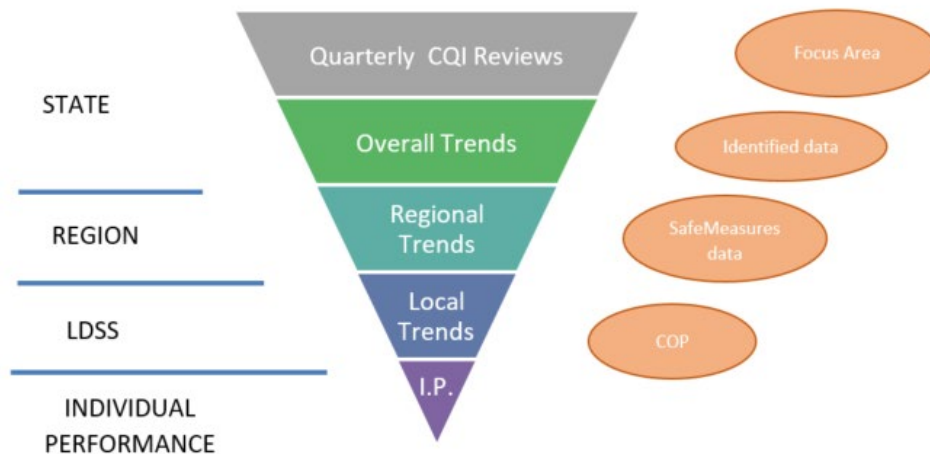 STATE
REGION
LDSS
INDIVIDUAL
PERFORMANCE
Quarterly CQI Reviews
Overall Trends
Regional
Trends
Local
Trends
I.P.
Focus Area
Identified data
SafeMeasures
data
COP